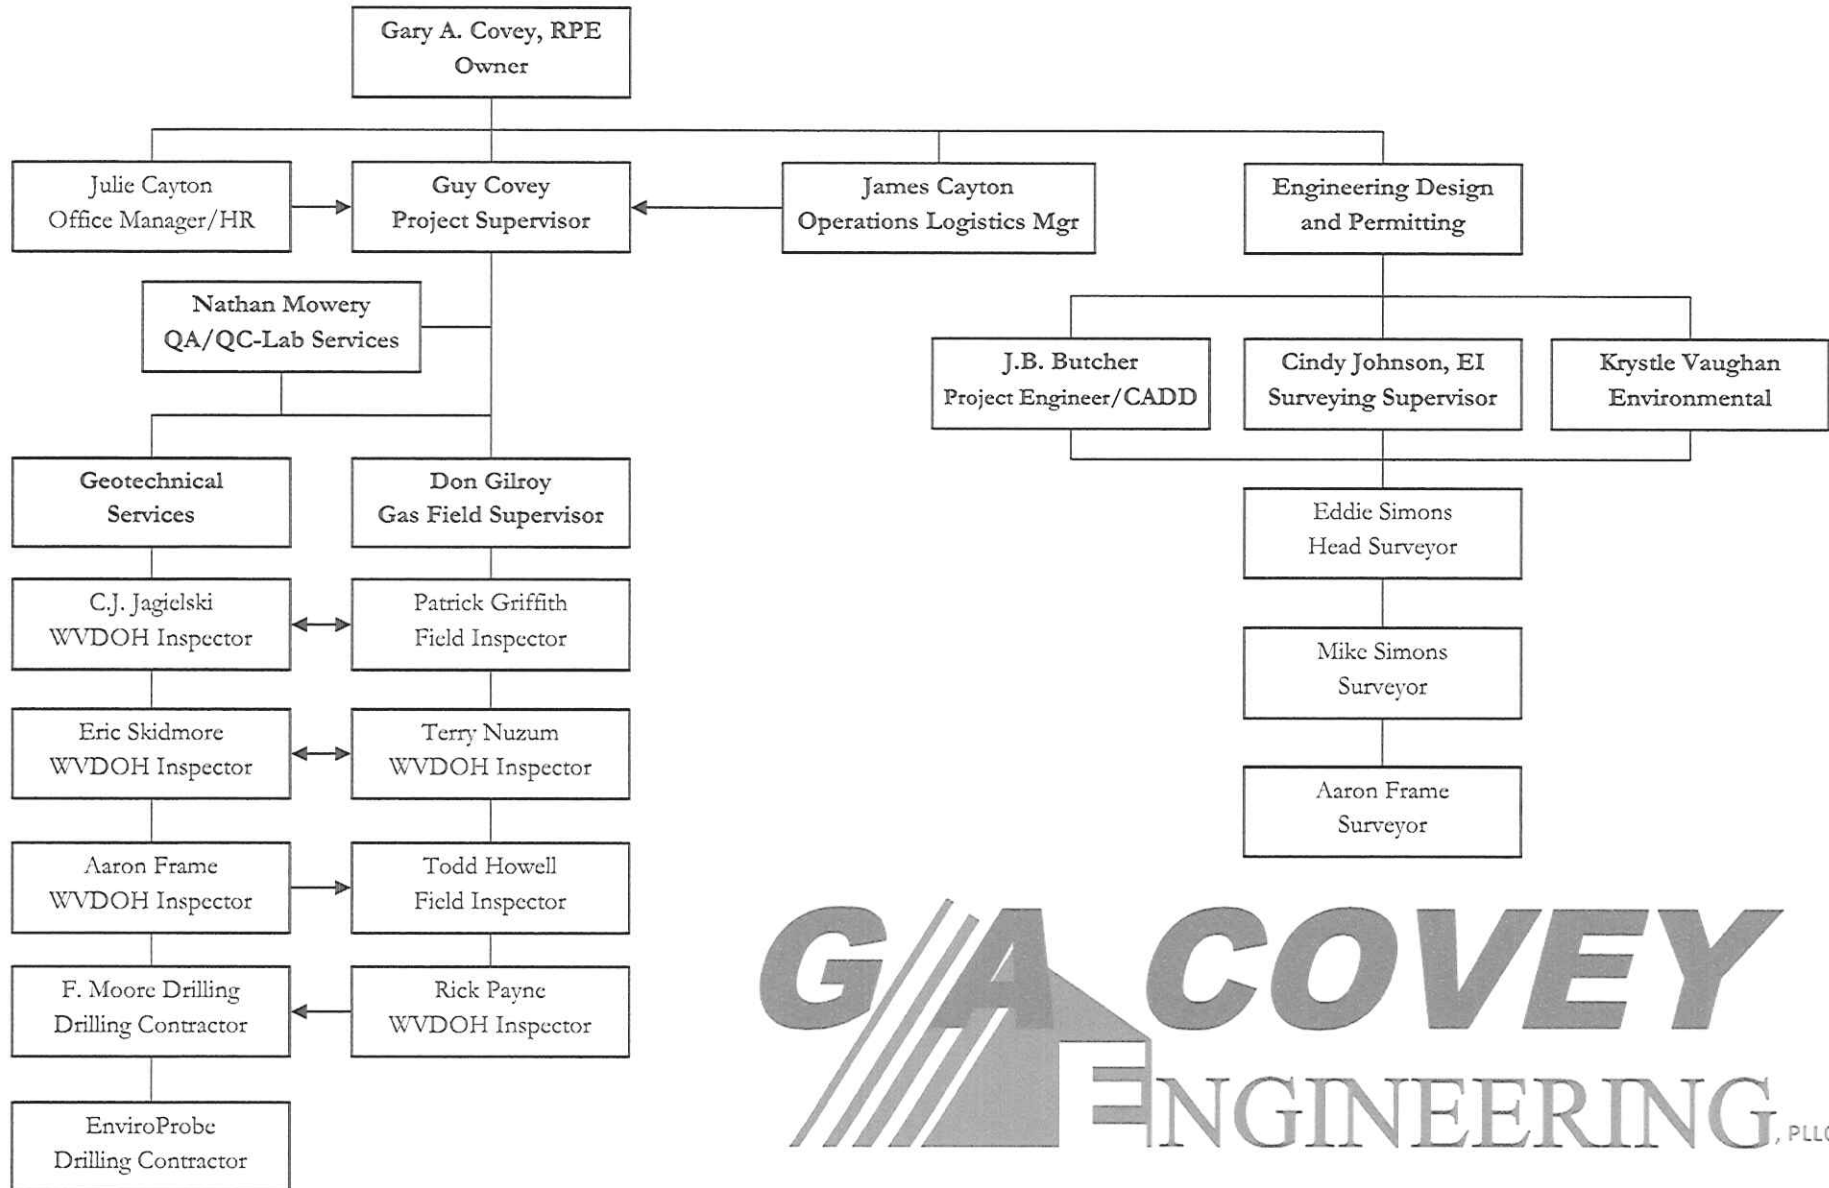 Gary A. Covey, RPE
Owner
Julie Cayton
Office Manager/HR
Guy Covey
Project Supervisor
James Cayton
Operations Logistics Mgr
Engineering Design
and Permitting
Nathan Mowery
QA/QC-Lab Services
J.B. Butcher
Project Engineer/CADD
Cindy Johnson, EI
Surveying Supervisor
Krystle Vaughan
Environmental
Geotechnical
Services
Don Gilroy
Gas Field Supervisor
Eddie Simons
Head Surveyor
C.J. Jagielski
WVDOH Inspector
Patrick Griffith
Field Inspector
Mike Simons
Surveyor
Eric Skidmore
WVDOH Inspector
Terry Nuzum
WVDOH Inspector
Aaron Frame
Surveyor
Aaron Frame
WVDOH Inspector
Todd Howell
Field Inspector
F. Moore Drilling
Drilling Contractor
Rick Payne
WVDOH Inspector
EnviroProbe
Drilling Contractor
GA COVEY
ENGINEERING, PLLC